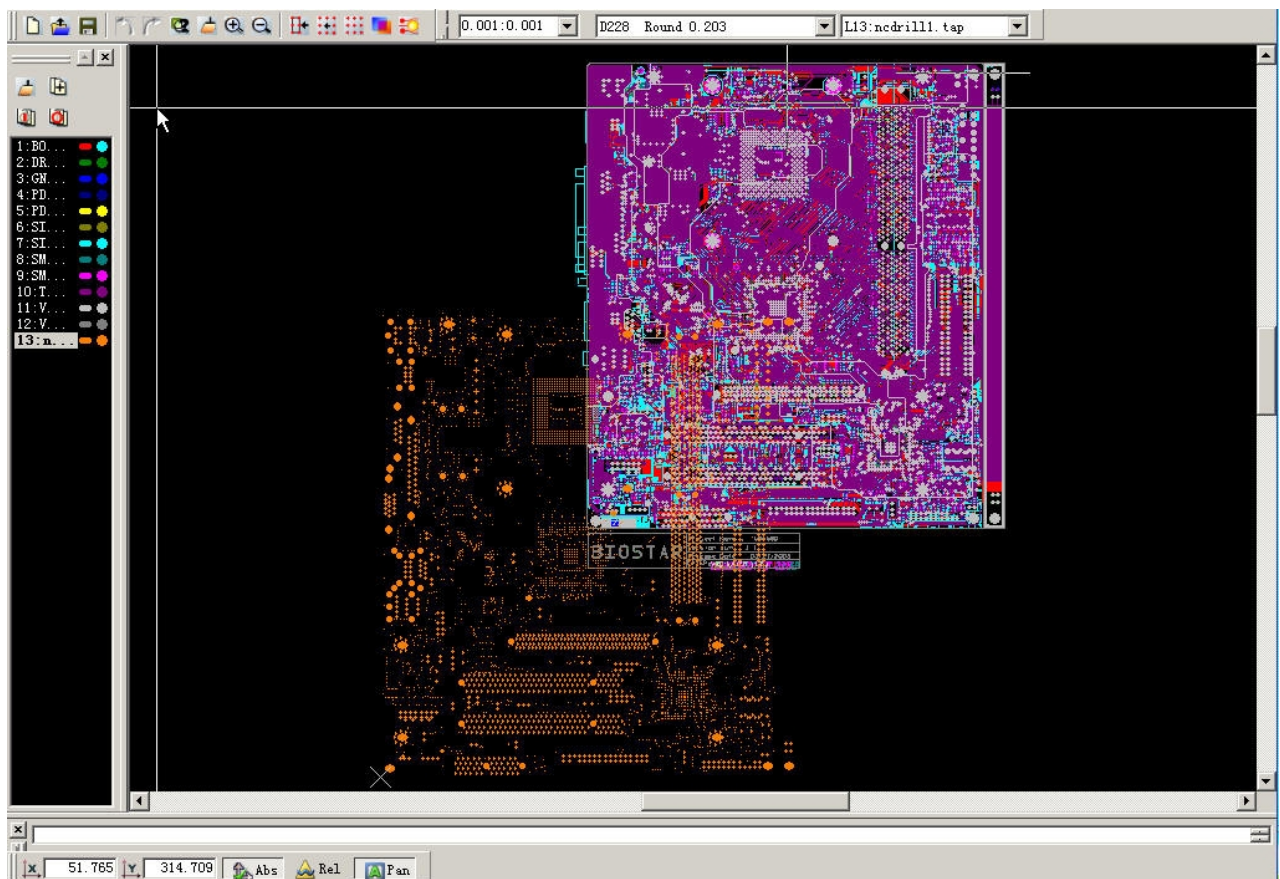 0.001:0.001
D228 Round 0.203
L13:ncdrill1.tap
1:BO...
2:DR...
3:GN...
4:PD...
5:PD...
6:SI...
7:SI...
8:SM...
9:SM...
10:T...
11:V...
12:V...
13:n...
BIOSTAR
X 51.765 Y 314.709 Abs Rel Pan